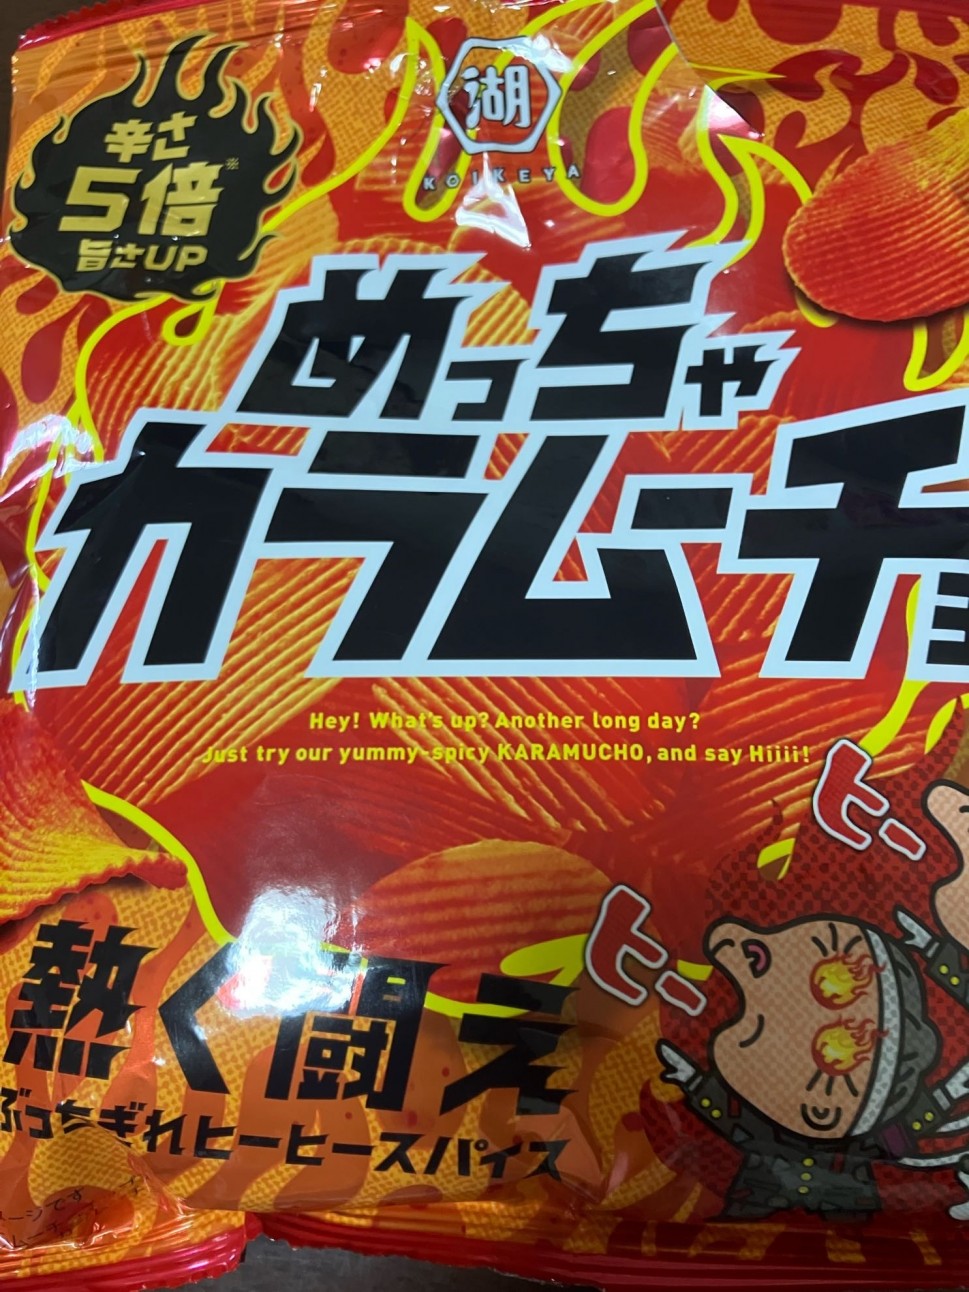 湖
KOIKEYA
辛さ
5倍※
旨さUP
めっちゃ
カラムーチョ
Hey! What's up? Another long day?
Just try our yummy-spicy KARAMUCHO, and say Hiiii!
ヒー
ヒー
熱く闘え
ぶっちぎれヒーヒースパイス